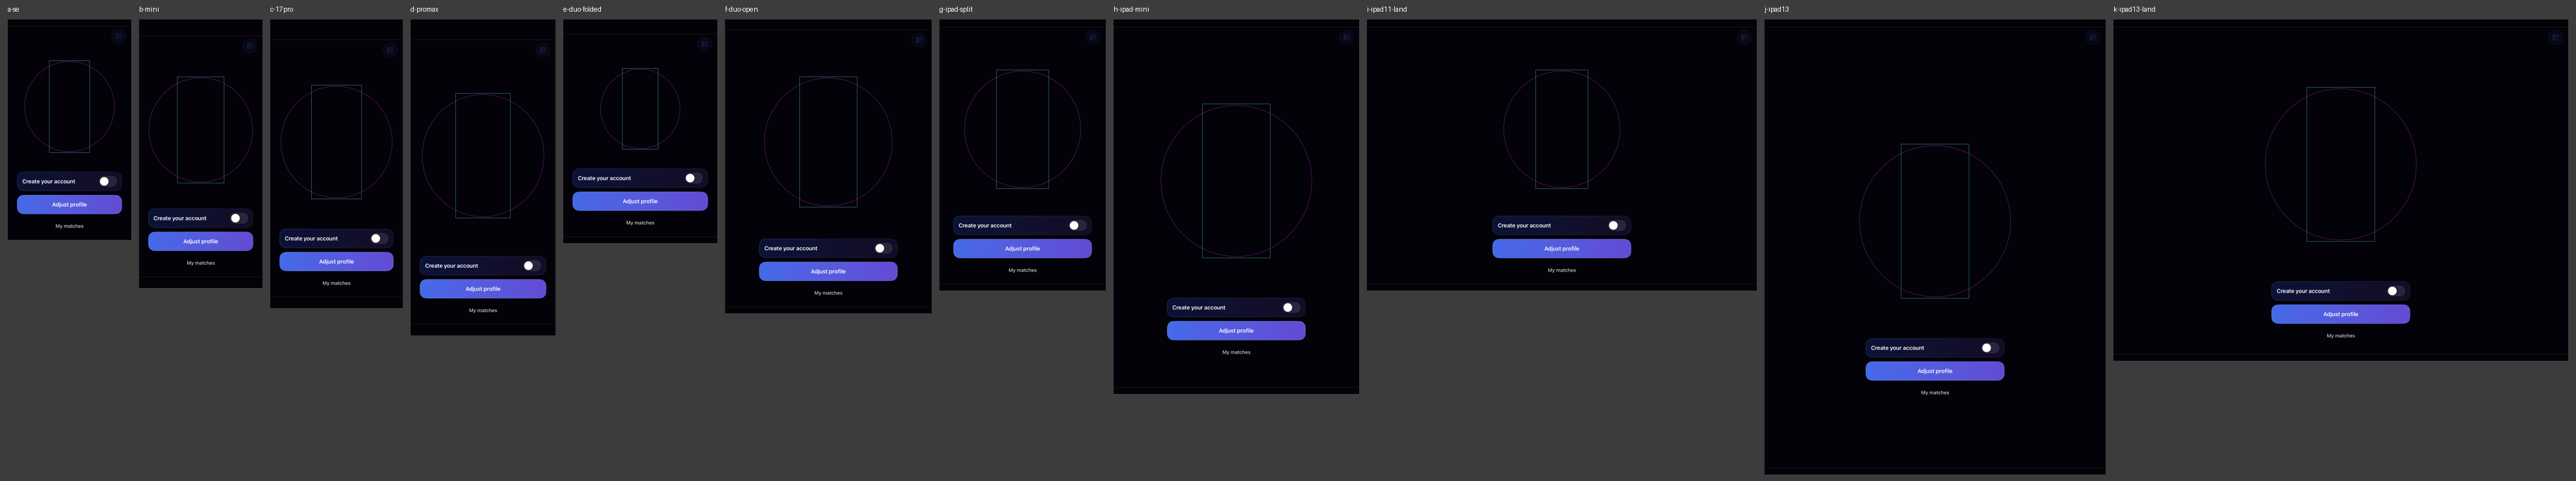 a-se
Create your account
Adjust profile
My matches
b-mini
Create your account
Adjust profile
My matches
c-17pro
Create your account
Adjust profile
My matches
d-promax
Create your account
Adjust profile
My matches
e-duo-folded
Create your account
Adjust profile
My matches
f-duo-open
Create your account
Adjust profile
My matches
g-ipad-split
Create your account
Adjust profile
My matches
h-ipad-mini
Create your account
Adjust profile
My matches
i-ipad11-land
Create your account
Adjust profile
My matches
j-ipad13
Create your account
Adjust profile
My matches
k-ipad13-land
Create your account
Adjust profile
My matches